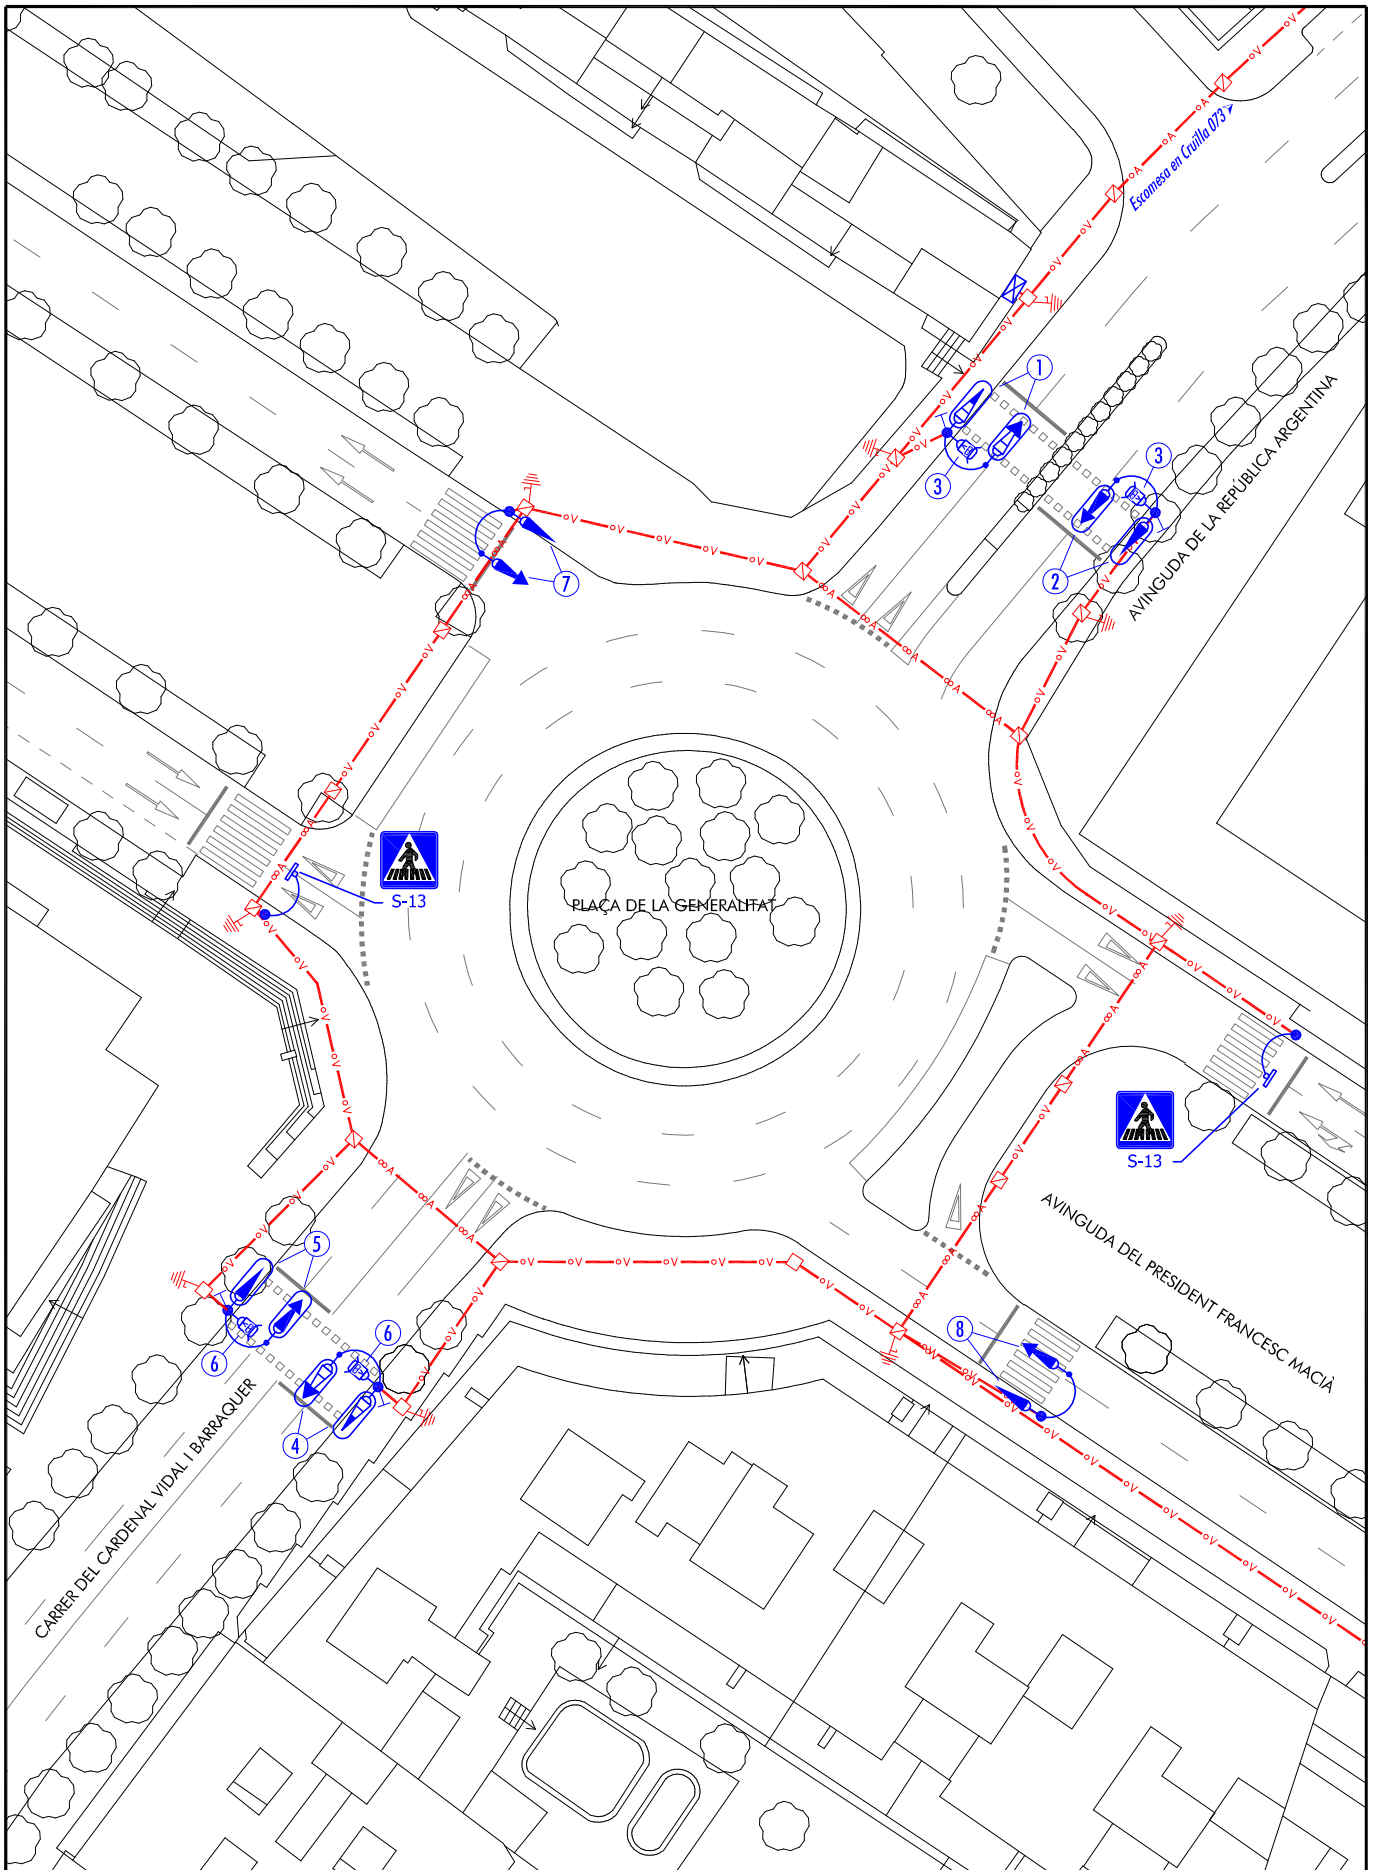 Escomesa en Cruïlla 073
1
3
3
2
AVINGUDA DE LA REPÚBLICA ARGENTINA
7
S-13
PLAÇA DE LA GENERALITAT
S-13
AVINGUDA DEL PRESIDENT FRANCESC MACIÀ
5
6
6
8
4
CARRER DEL CARDENAL VIDAL I BARRAQUER